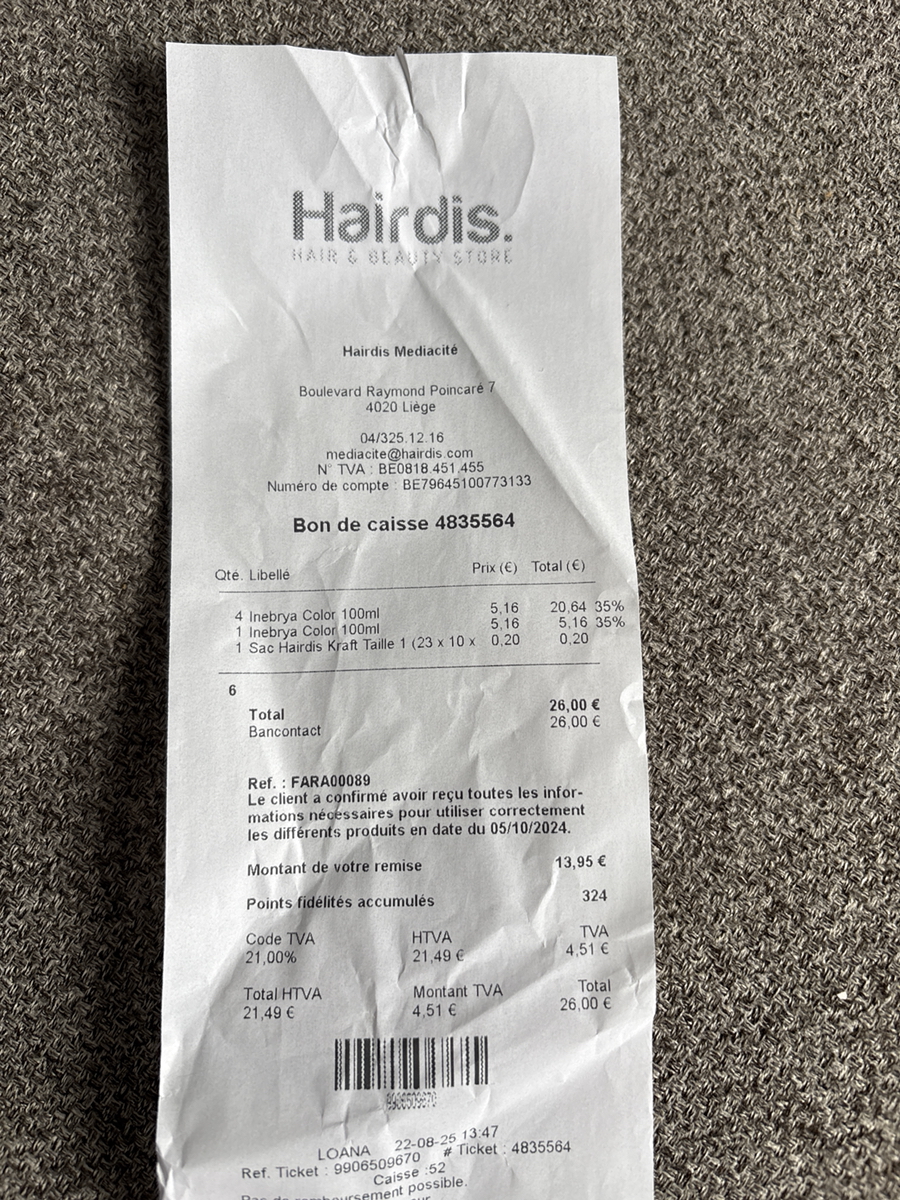 Hairdis.
HAIR & BEAUTY STORE
Hairdis Mediacité
Boulevard Raymond Poincaré 7
4020 Liège
04/325.12.16
mediacite@hairdis.com
N° TVA : BE0818.451.455
Numéro de compte : BE79645100773133
Bon de caisse 4835564
Qté. Libellé Prix (€) Total (€)
4 Inebrya Color 100ml 5,16 20,64 35%
1 Inebrya Color 100ml 5,16 5,16 35%
1 Sac Hairdis Kraft Taille 1 (23 x 10 x 0,20 0,20
6
Total 26,00 €
Bancontact 26,00 €
Ref. : FARA00089
Le client a confirmé avoir reçu toutes les infor-
mations nécessaires pour utiliser correctement
les différents produits en date du 05/10/2024.
Montant de votre remise 13,95 €
Points fidélités accumulés 324
Code TVA HTVA TVA
21,00% 21,49 € 4,51 €
Total HTVA Montant TVA Total
21,49 € 4,51 € 26,00 €
9906509670
LOANA 22-08-25 13:47
Ref. Ticket : 9906509670 # Ticket : 4835564
Caisse :52
Pas de remboursement possible.